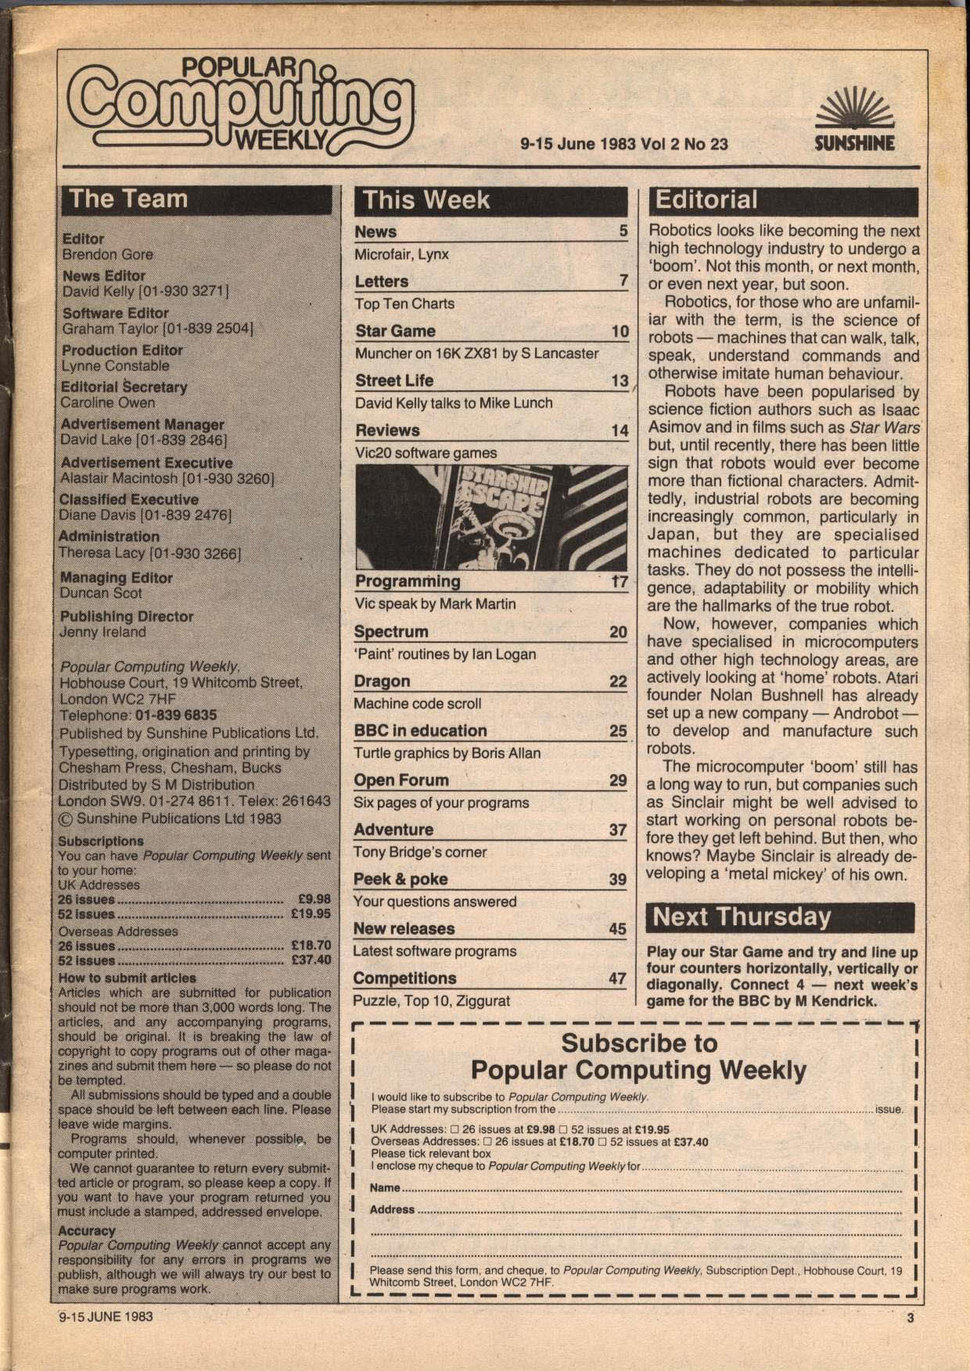 POPULAR
Computing
WEEKLY
9-15 June 1983 Vol 2 No 23
SUNSHINE
The Team
Editor
Brendon Gore
News Editor
David Kelly [01-930 3271]
Software Editor
Graham Taylor [01-839 2504]
Production Editor
Lynne Constable
Editorial Secretary
Caroline Owen
Advertisement Manager
David Lake [01-839 2846]
Advertisement Executive
Alastair Macintosh [01-930 3260]
Classified Executive
Diane Davis [01-839 2476]
Administration
Theresa Lacy [01-930 3266]
Managing Editor
Duncan Scot
Publishing Director
Jenny Ireland
Popular Computing Weekly,
Hobhouse Court, 19 Whitcomb Street,
London WC2 7HF
Telephone: 01-839 6835
Published by Sunshine Publications Ltd.
Typesetting, origination and printing by
Chesham Press, Chesham, Bucks
Distributed by S M Distribution
London SW9. 01-274 8611. Telex: 261643
© Sunshine Publications Ltd 1983
Subscriptions
You can have Popular Computing Weekly sent
to your home:
UK Addresses
26 issues ............ £9.98
52 issues ............ £19.95
Overseas Addresses
26 issues ............ £18.70
52 issues ............ £37.40
How to submit articles
Articles which are submitted for publication
should not be more than 3,000 words long. The
articles, and any accompanying programs,
should be original. It is breaking the law of
copyright to copy programs out of other maga-
zines and submit them here — so please do not
be tempted.
All submissions should be typed and a double
space should be left between each line. Please
leave wide margins.
Programs should, whenever possible, be
computer printed.
We cannot guarantee to return every submit-
ted article or program, so please keep a copy. If
you want to have your program returned you
must include a stamped, addressed envelope.
Accuracy
Popular Computing Weekly cannot accept any
responsibility for any errors in programs we
publish, although we will always try our best to
make sure programs work.
This Week
News 5
Microfair, Lynx
Letters 7
Top Ten Charts
Star Game 10
Muncher on 16K ZX81 by S Lancaster
Street Life 13
David Kelly talks to Mike Lunch
Reviews 14
Vic20 software games
STARSHIP
ESCAPE
Programming 17
Vic speak by Mark Martin
Spectrum 20
'Paint' routines by Ian Logan
Dragon 22
Machine code scroll
BBC in education 25
Turtle graphics by Boris Allan
Open Forum 29
Six pages of your programs
Adventure 37
Tony Bridge's corner
Peek & poke 39
Your questions answered
New releases 45
Latest software programs
Competitions 47
Puzzle, Top 10, Ziggurat
Editorial
Robotics looks like becoming the next
high technology industry to undergo a
'boom'. Not this month, or next month,
or even next year, but soon.
Robotics, for those who are unfamil-
iar with the term, is the science of
robots — machines that can walk, talk,
speak, understand commands and
otherwise imitate human behaviour.
Robots have been popularised by
science fiction authors such as Isaac
Asimov and in films such as Star Wars
but, until recently, there has been little
sign that robots would ever become
more than fictional characters. Admit-
tedly, industrial robots are becoming
increasingly common, particularly in
Japan, but they are specialised
machines dedicated to particular
tasks. They do not possess the intelli-
gence, adaptability or mobility which
are the hallmarks of the true robot.
Now, however, companies which
have specialised in microcomputers
and other high technology areas, are
actively looking at 'home' robots. Atari
founder Nolan Bushnell has already
set up a new company — Androbot —
to develop and manufacture such
robots.
The microcomputer 'boom' still has
a long way to run, but companies such
as Sinclair might be well advised to
start working on personal robots be-
fore they get left behind. But then, who
knows? Maybe Sinclair is already de-
veloping a 'metal mickey' of his own.
Next Thursday
Play our Star Game and try and line up
four counters horizontally, vertically or
diagonally. Connect 4 — next week's
game for the BBC by M Kendrick.
Subscribe to
Popular Computing Weekly
I would like to subscribe to Popular Computing Weekly.
Please start my subscription from the ............ issue.
UK Addresses: ☐ 26 issues at £9.98 ☐ 52 issues at £19.95
Overseas Addresses: ☐ 26 issues at £18.70 ☐ 52 issues at £37.40
Please tick relevant box
I enclose my cheque to Popular Computing Weekly for ............
Name ............
Address ............
Please send this form, and cheque, to Popular Computing Weekly, Subscription Dept., Hobhouse Court, 19
Whitcomb Street, London WC2 7HF.
9-15 JUNE 1983
3